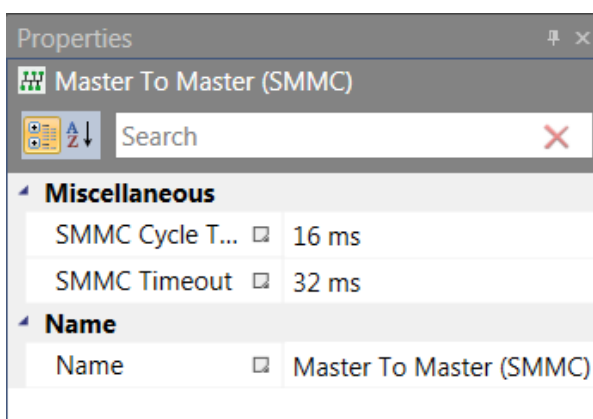 Properties
Master To Master (SMMC)
Search
Miscellaneous
SMMC Cycle T... 16 ms
SMMC Timeout 32 ms
Name
Name Master To Master (SMMC)